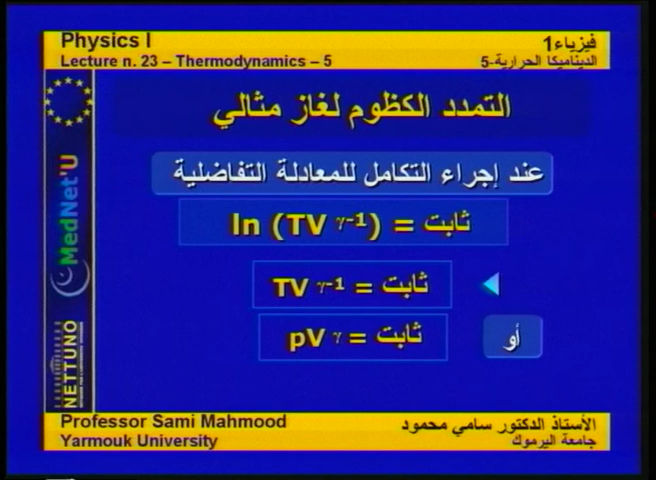 Physics I
فيزياء1
Lecture n. 23 – Thermodynamics – 5
الديناميكا الحرارية-5
التمدد الكظوم لغاز مثالي
عند إجراء التكامل للمعادلة التفاضلية
ln (TV γ-1) = ثابت
TV γ-1 = ثابت
أو
pV γ = ثابت
MedNet'U
NETTUNO
Professor Sami Mahmood
الأستاذ الدكتور سامي محمود
Yarmouk University
جامعة اليرموك